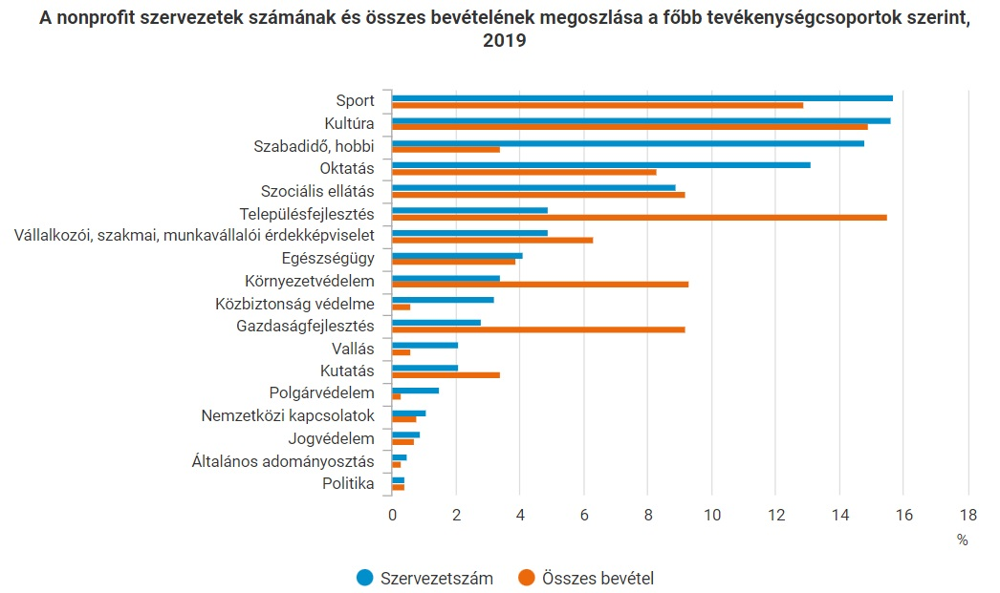 A nonprofit szervezetek számának és összes bevételének megoszlása a főbb tevékenységcsoportok szerint,
2019
Sport
Kultúra
Szabadidő, hobbi
Oktatás
Szociális ellátás
Településfejlesztés
Vállalkozói, szakmai, munkavállalói érdekképviselet
Egészségügy
Környezetvédelem
Közbiztonság védelme
Gazdaságfejlesztés
Vallás
Kutatás
Polgárvédelem
Nemzetközi kapcsolatok
Jogvédelem
Általános adományosztás
Politika
0 2 4 6 8 10 12 14 16 18
%
Szervezetszám Összes bevétel